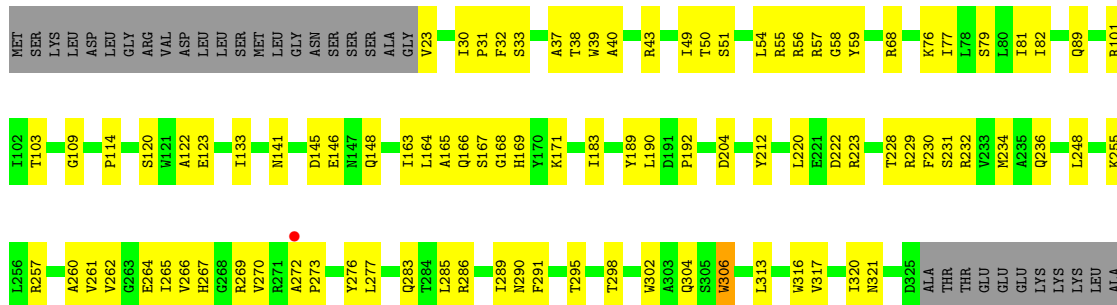 MET SER LYS LEU ASP LEU GLY ARG VAL ASP LEU LEU SER MET LEU GLY ASN SER SER SER ALA GLY V23 I30 P31 F32 S33 A37 T38 W39 A40 R43 I49 T50 S51 L54 R55 R56 R57 G58 Y59 R68 K76 I77 L78 S79 L80 I81 I82 Q89 R101
I102 T103 G109 P114 S120 W121 A122 E123 I133 N141 D145 E146 N147 Q148 I163 L164 A165 Q166 S167 G168 H169 Y170 K171 I183 Y189 L190 D191 P192 D204 Y212 L220 E221 D222 R223 T228 R229 F230 S231 R232 V233 M234 A235 Q236 L248 K255
L256 R257 A260 V261 V262 G263 E264 I265 V266 H267 G268 R269 V270 R271 A272 P273 Y276 L277 Q283 T284 L285 R286 I289 N290 F291 T295 T298 W302 A303 Q304 S305 W306 L313 W316 V317 I320 N321 D325 ALA THR THR GLU GLU GLU LYS LYS LYS LEU LEU ALA